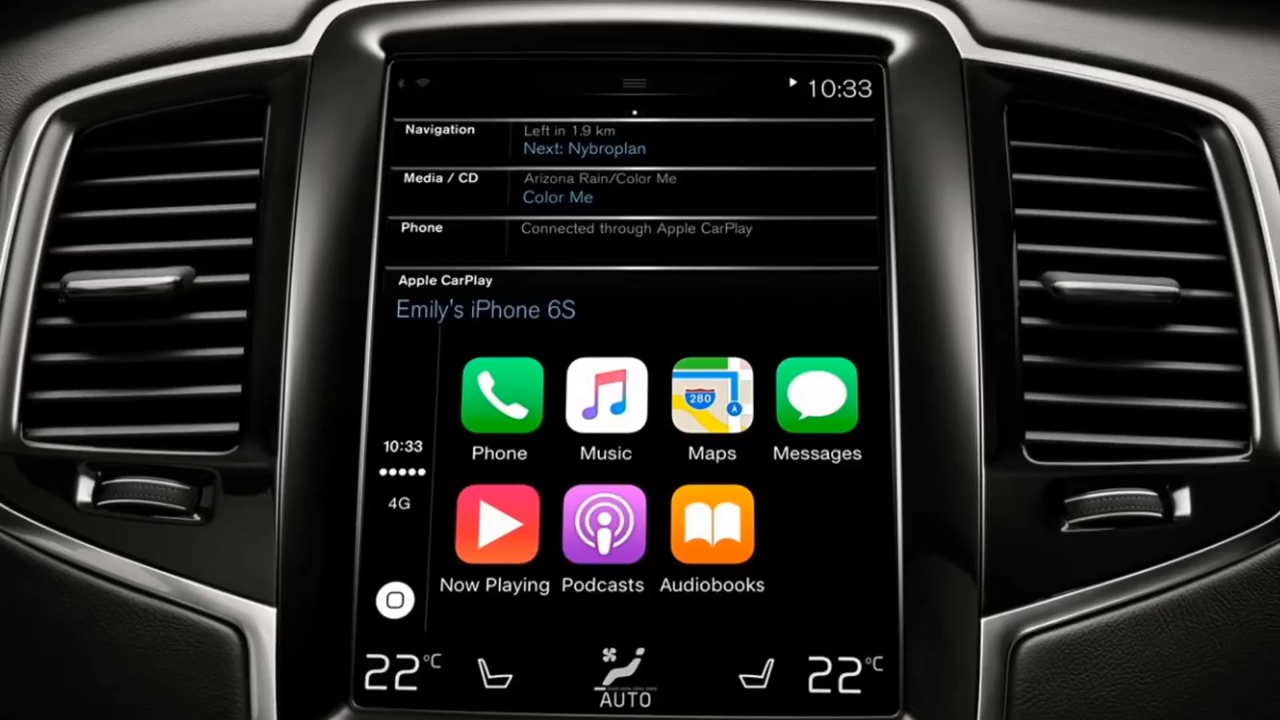 10:33
Navigation
Left in 1.9 km
Next: Nybroplan
Media / CD
Arizona Rain/Color Me
Color Me
Phone
Connected through Apple CarPlay
Apple CarPlay
Emily's iPhone 6S
280
Phone
Music
Maps
Messages
10:33
4G
Now Playing
Podcasts
Audiobooks
22°C
AUTO
22°C